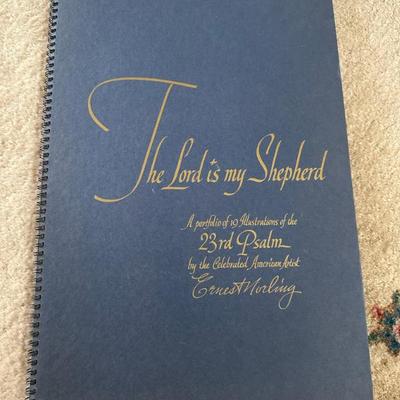 The Lord is my Shepherd
A portfolio of 19 Illustrations of the
23rd Psalm
by the Celebrated American Artist
Ernest Norling